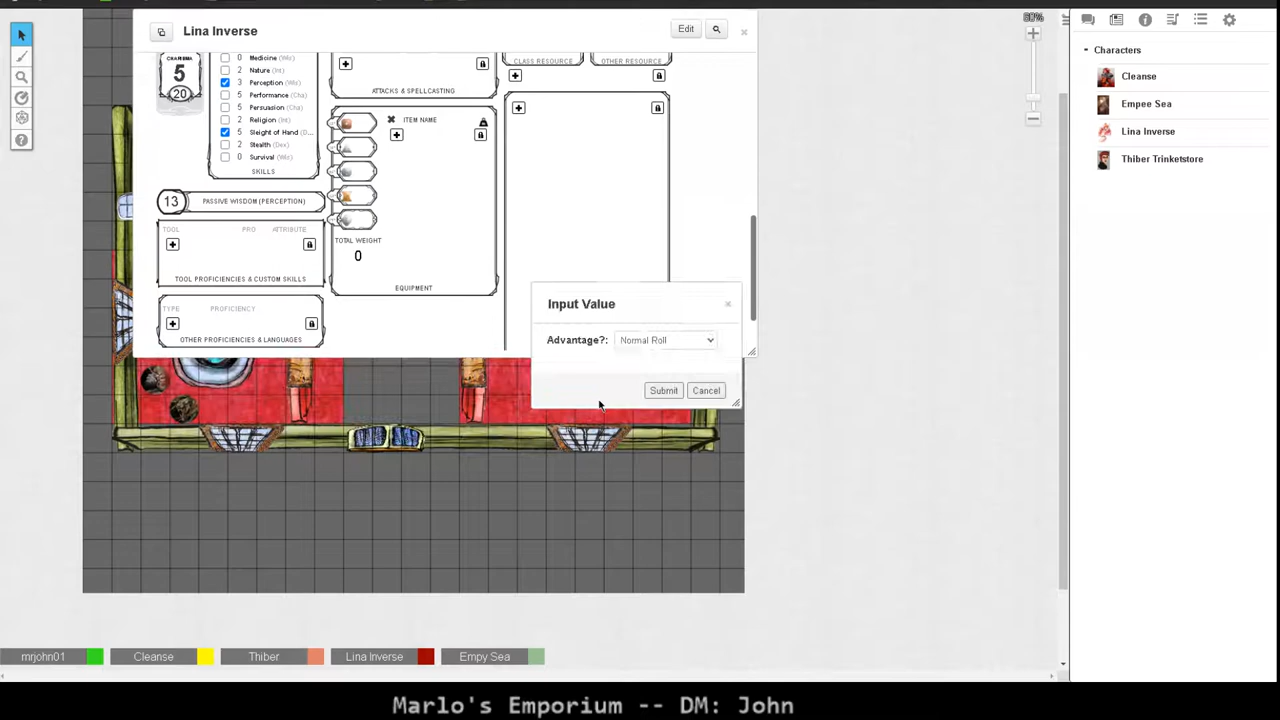 Lina Inverse
Edit
80%
CHARISMA
5
20
0 Medicine (Wis)
2 Nature (Int)
3 Perception (Wis)
5 Performance (Cha)
5 Persuasion (Cha)
2 Religion (Int)
5 Sleight of Hand (D...
2 Stealth (Dex)
0 Survival (Wis)
SKILLS
13 PASSIVE WISDOM (PERCEPTION)
TOOL PRO ATTRIBUTE
TOOL PROFICIENCIES & CUSTOM SKILLS
TYPE PROFICIENCY
OTHER PROFICIENCIES & LANGUAGES
ATTACKS & SPELLCASTING
ITEM NAME
TOTAL WEIGHT
0
EQUIPMENT
CLASS RESOURCE
OTHER RESOURCE
Input Value
Advantage?: Normal Roll
Submit Cancel
Characters
Cleanse
Empee Sea
Lina Inverse
Thiber Trinketstore
mrjohn01 Cleanse Thiber Lina Inverse Empy Sea
Marlo's Emporium -- DM: John